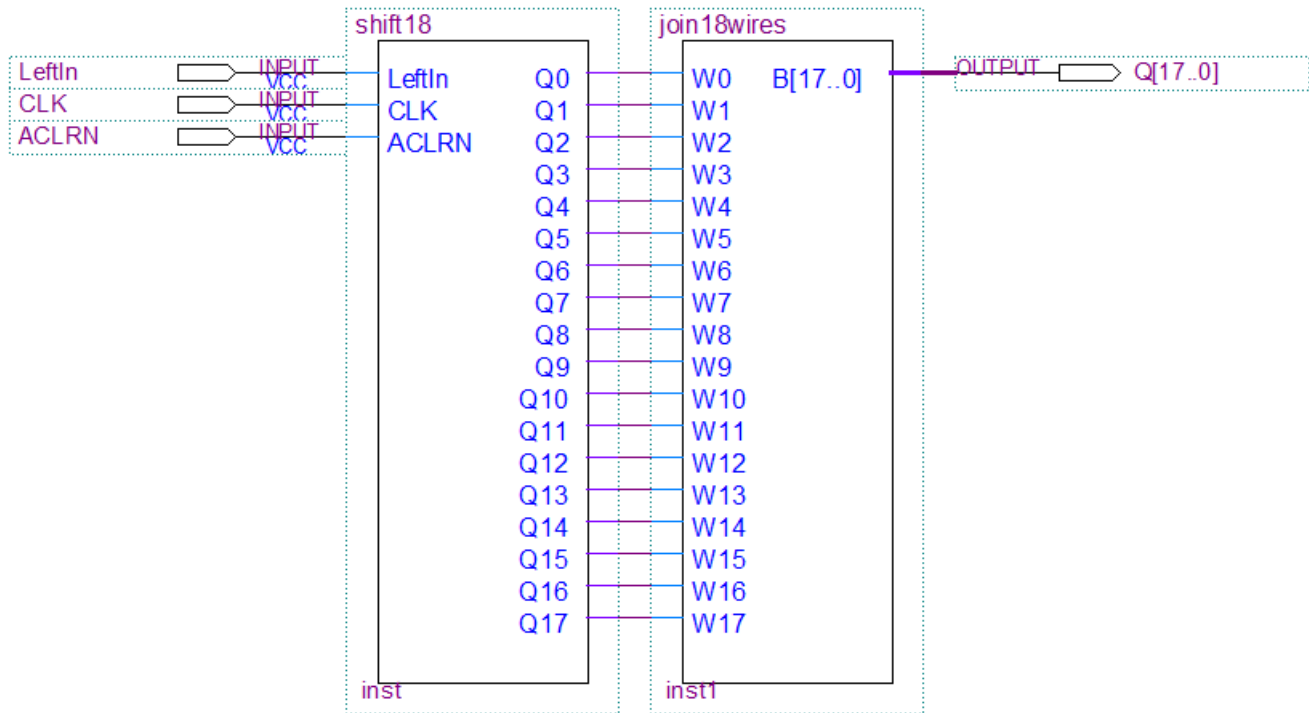 shift18 join18wires
LeftIn INPUT VCC LeftIn Q0 W0 B[17..0] OUTPUT Q[17..0]
CLK INPUT VCC CLK Q1 W1
ACLRN INPUT VCC ACLRN Q2 W2
Q3 W3
Q4 W4
Q5 W5
Q6 W6
Q7 W7
Q8 W8
Q9 W9
Q10 W10
Q11 W11
Q12 W12
Q13 W13
Q14 W14
Q15 W15
Q16 W16
Q17 W17
inst inst1